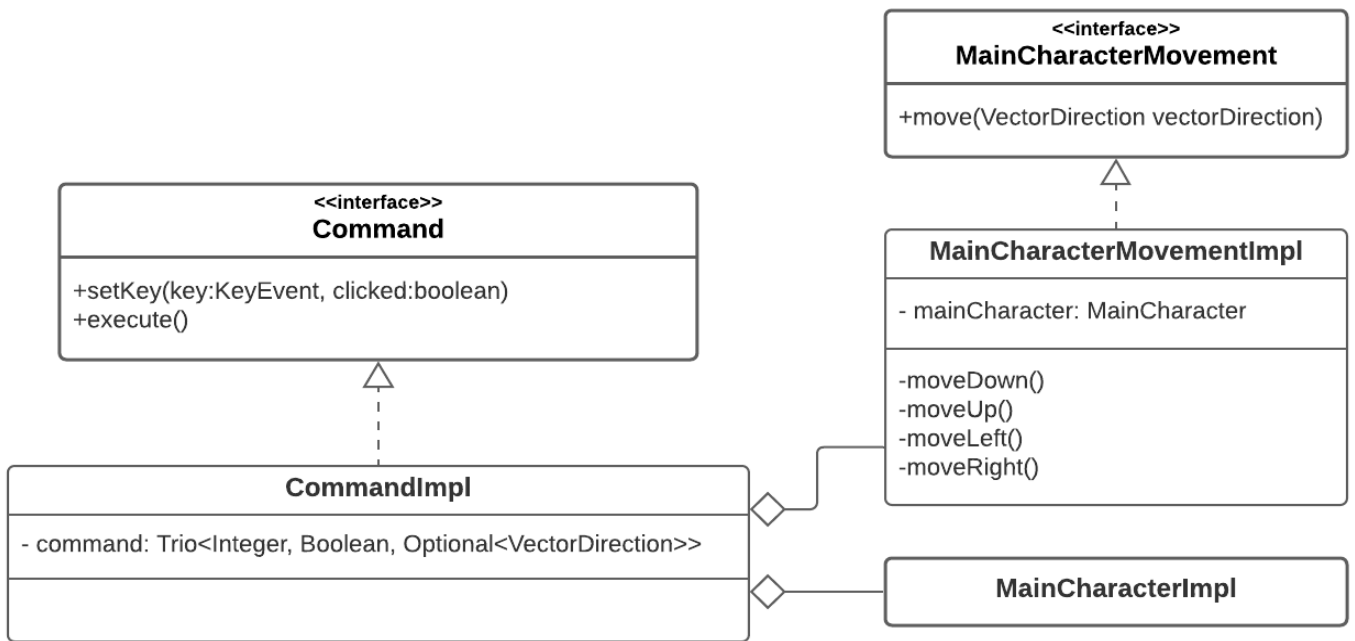 <<interface>>
MainCharacterMovement
+move(VectorDirection vectorDirection)
<<interface>>
Command
+setKey(key:KeyEvent, clicked:boolean)
+execute()
MainCharacterMovementImpl
- mainCharacter: MainCharacter
-moveDown()
-moveUp()
-moveLeft()
-moveRight()
CommandImpl
- command: Trio<Integer, Boolean, Optional<VectorDirection>>
MainCharacterImpl